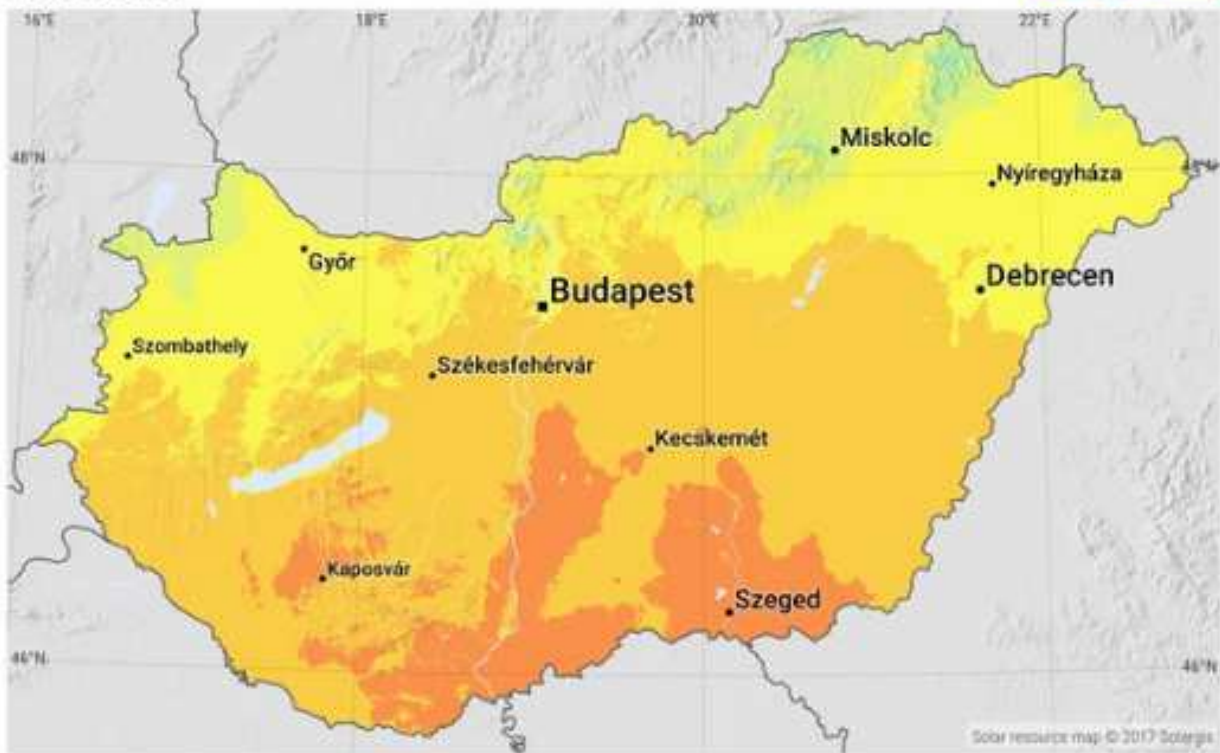 16°E
18°E
20°E
22°E
48°N
48°N
Miskolc
Nyíregyháza
Győr
Budapest
Debrecen
Szombathely
Székesfehérvár
Kecskemét
Kaposvár
Szeged
46°N
46°N
Solar resource map © 2017 Solargis